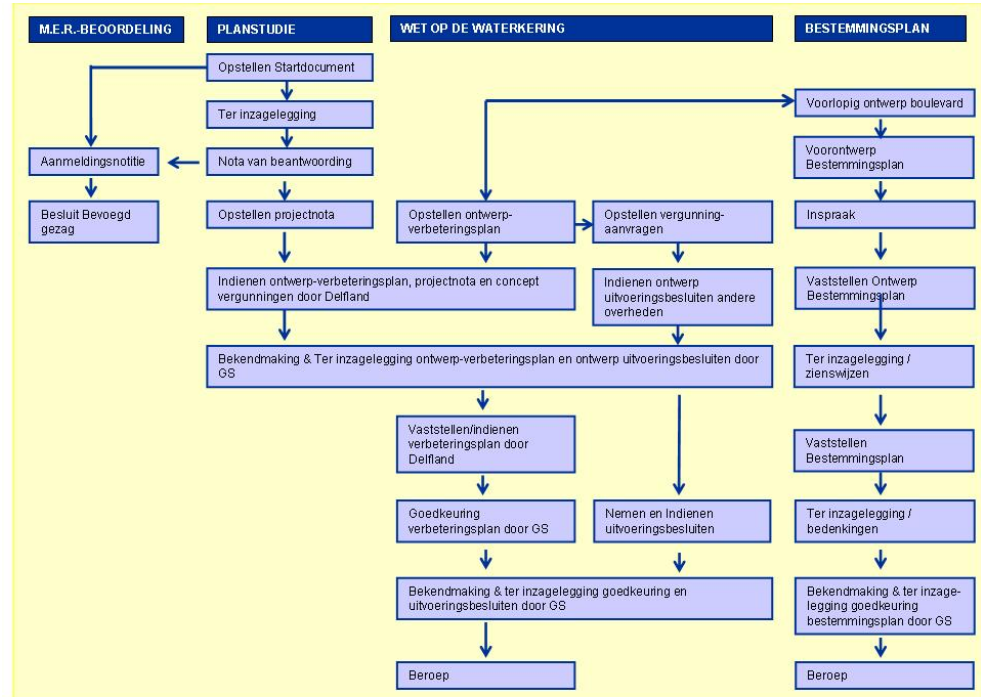 M.E.R.-BEOORDELING
PLANSTUDIE
WET OP DE WATERKERING
BESTEMMINGSPLAN
Opstellen Startdocument
Ter inzagelegging
Voorlopig ontwerp boulevard
Aanmeldingsnotitie
Nota van beantwoording
Voorontwerp
Bestemmingsplan
Besluit Bevoegd
gezag
Opstellen projectnota
Opstellen ontwerp-
verbeteringsplan
Opstellen vergunning-
aanvragen
Inspraak
Indienen ontwerp-verbeteringsplan, projectnota en concept
vergunningen door Delfland
Indienen ontwerp
uitvoeringsbesluiten andere
overheden
Vaststellen Ontwerp
Bestemmingsplan
Bekendmaking & Ter inzagelegging ontwerp-verbeteringsplan en ontwerp uitvoeringsbesluiten door
GS
Ter inzagelegging /
zienswijzen
Vaststellen/indienen
verbeteringsplan door
Delfland
Vaststellen
Bestemmingsplan
Goedkeuring
verbeteringsplan door GS
Nemen en Indienen
uitvoeringsbesluiten
Ter inzagelegging /
bedenkingen
Bekendmaking & ter inzagelegging goedkeuring en
uitvoeringsbesluiten door GS
Bekendmaking & ter inzage-
legging goedkeuring
bestemmingsplan door GS
Beroep
Beroep